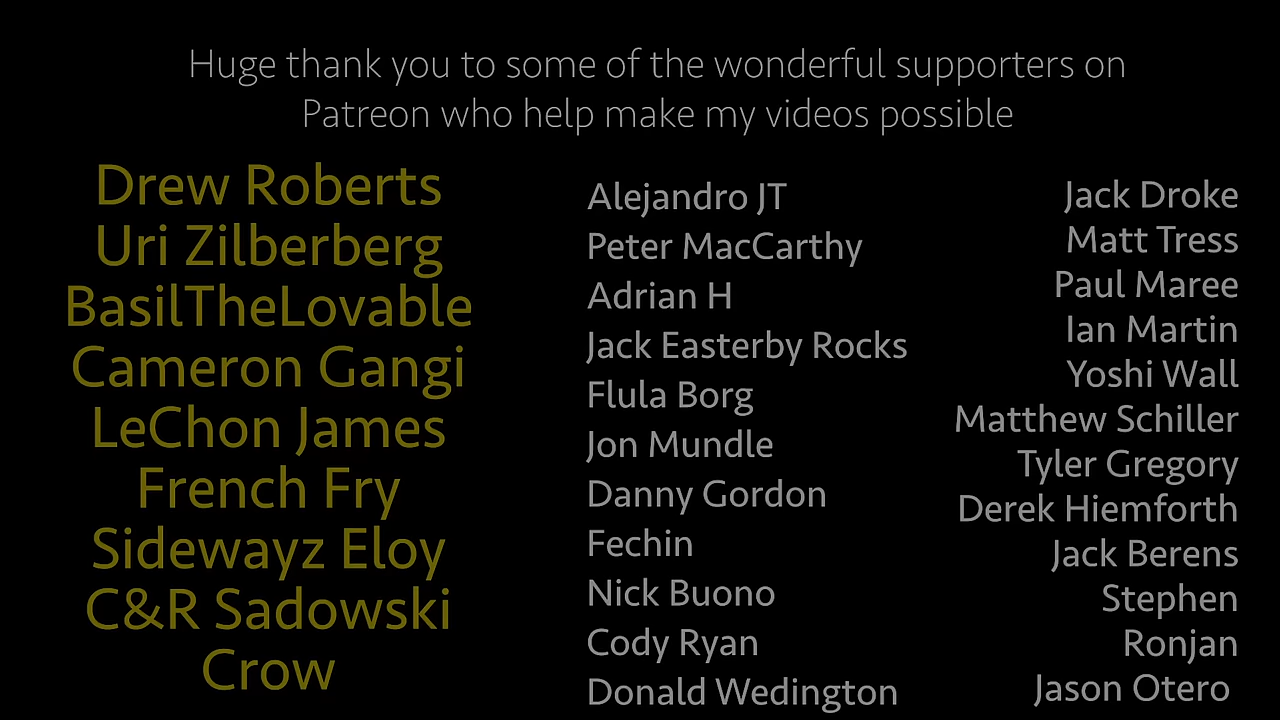 Huge thank you to some of the wonderful supporters on
Patreon who help make my videos possible
Drew Roberts
Uri Zilberberg
BasilTheLovable
Cameron Gangi
LeChon James
French Fry
Sidewayz Eloy
C&R Sadowski
Crow
Alejandro JT
Peter MacCarthy
Adrian H
Jack Easterby Rocks
Flula Borg
Jon Mundle
Danny Gordon
Fechin
Nick Buono
Cody Ryan
Donald Wedington
Jack Droke
Matt Tress
Paul Maree
Ian Martin
Yoshi Wall
Matthew Schiller
Tyler Gregory
Derek Hiemforth
Jack Berens
Stephen
Ronjan
Jason Otero